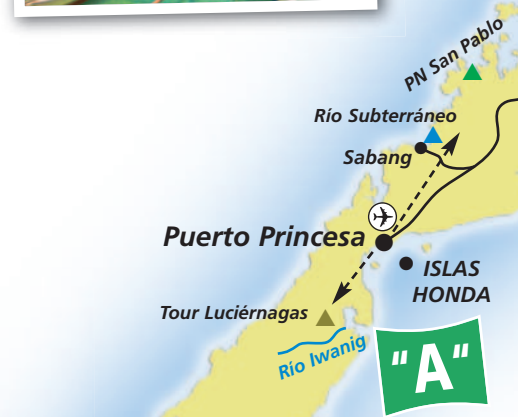 PN San Pablo
Río Subterráneo
Sabang
Puerto Princesa
ISLAS
HONDA
Tour Luciérnagas
Río Iwanig
"A"